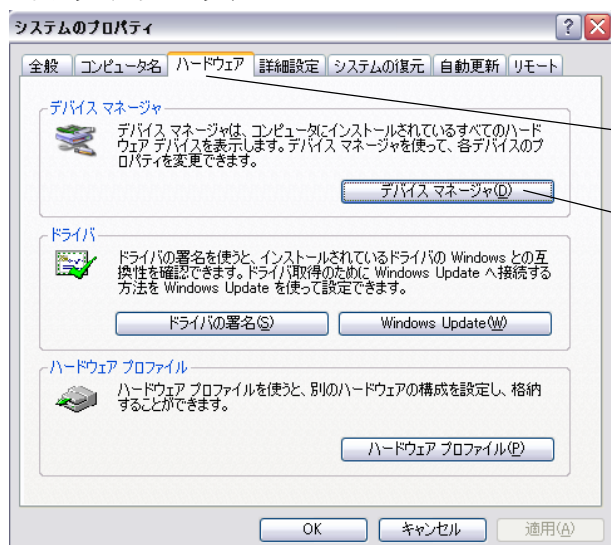 システムのプロパティ
全般 コンピュータ名 ハードウェア 詳細設定 システムの復元 自動更新 リモート
デバイス マネージャ
デバイス マネージャは、コンピュータにインストールされているすべてのハード
ウェア デバイスを表示します。デバイス マネージャを使って、各デバイスのプ
ロパティを変更できます。
デバイス マネージャ(D)
ドライバ
ドライバの署名を使うと、インストールされているドライバの Windows との互
換性を確認できます。ドライバ取得のために Windows Update へ接続する
方法を Windows Update を使って設定できます。
ドライバの署名(S) Windows Update(W)
ハードウェア プロファイル
ハードウェア プロファイルを使うと、別のハードウェアの構成を設定し、格納
することができます。
ハードウェア プロファイル(P)
OK キャンセル 適用(A)